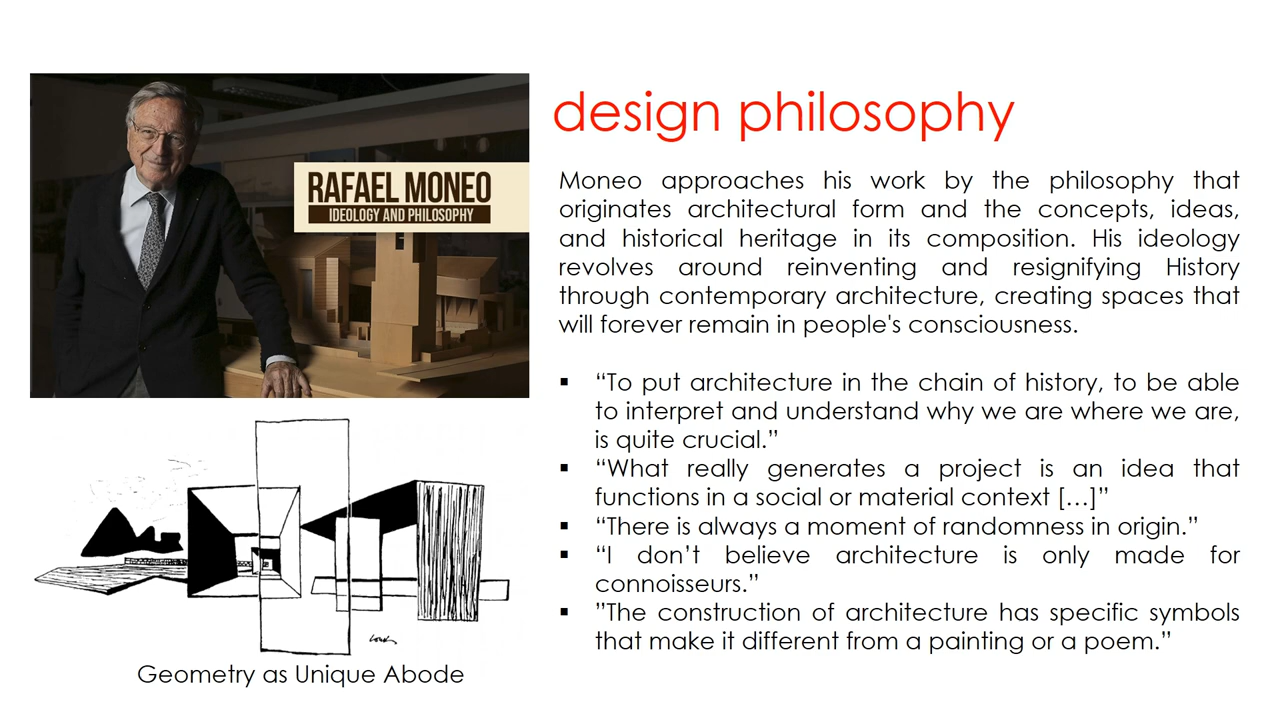 RAFAEL MONEO
IDEOLOGY AND PHILOSOPHY
design philosophy
Moneo approaches his work by the philosophy that
originates architectural form and the concepts, ideas,
and historical heritage in its composition. His ideology
revolves around reinventing and resignifying History
through contemporary architecture, creating spaces that
will forever remain in people's consciousness.
▪ “To put architecture in the chain of history, to be able
to interpret and understand why we are where we are,
is quite crucial.”
▪ “What really generates a project is an idea that
functions in a social or material context […]”
▪ “There is always a moment of randomness in origin.”
▪ “I don’t believe architecture is only made for
connoisseurs.”
▪ ”The construction of architecture has specific symbols
that make it different from a painting or a poem.”
Geometry as Unique Abode